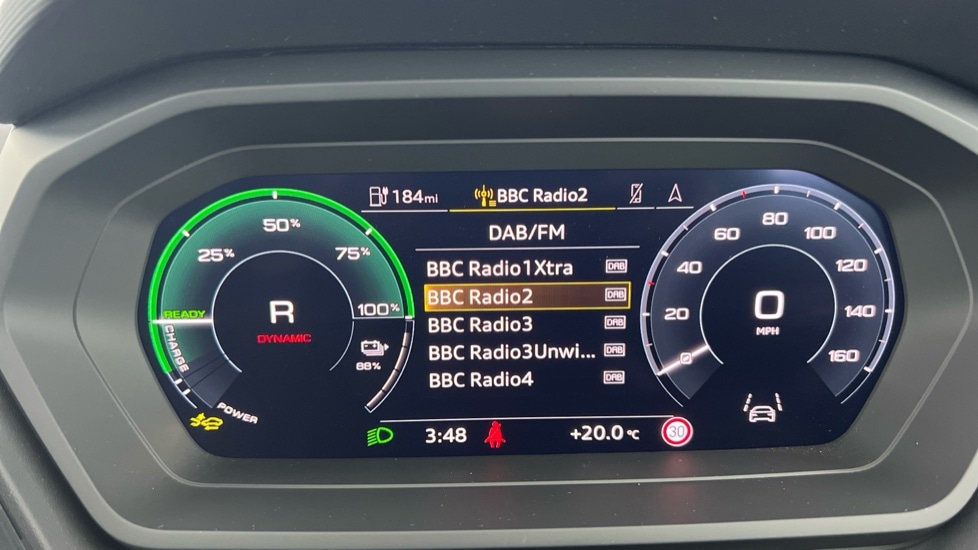 184mi BBC Radio2
DAB/FM
BBC Radio1Xtra DAB
BBC Radio2 DAB
BBC Radio3 DAB
BBC Radio3Unwi... DAB
BBC Radio4 DAB
25% 50% 75% 100%
READY
CHARGE
POWER
R
DYNAMIC
88%
0 20 40 60 80 100 120 140 160
0
MPH
3:48 +20.0 °C 30